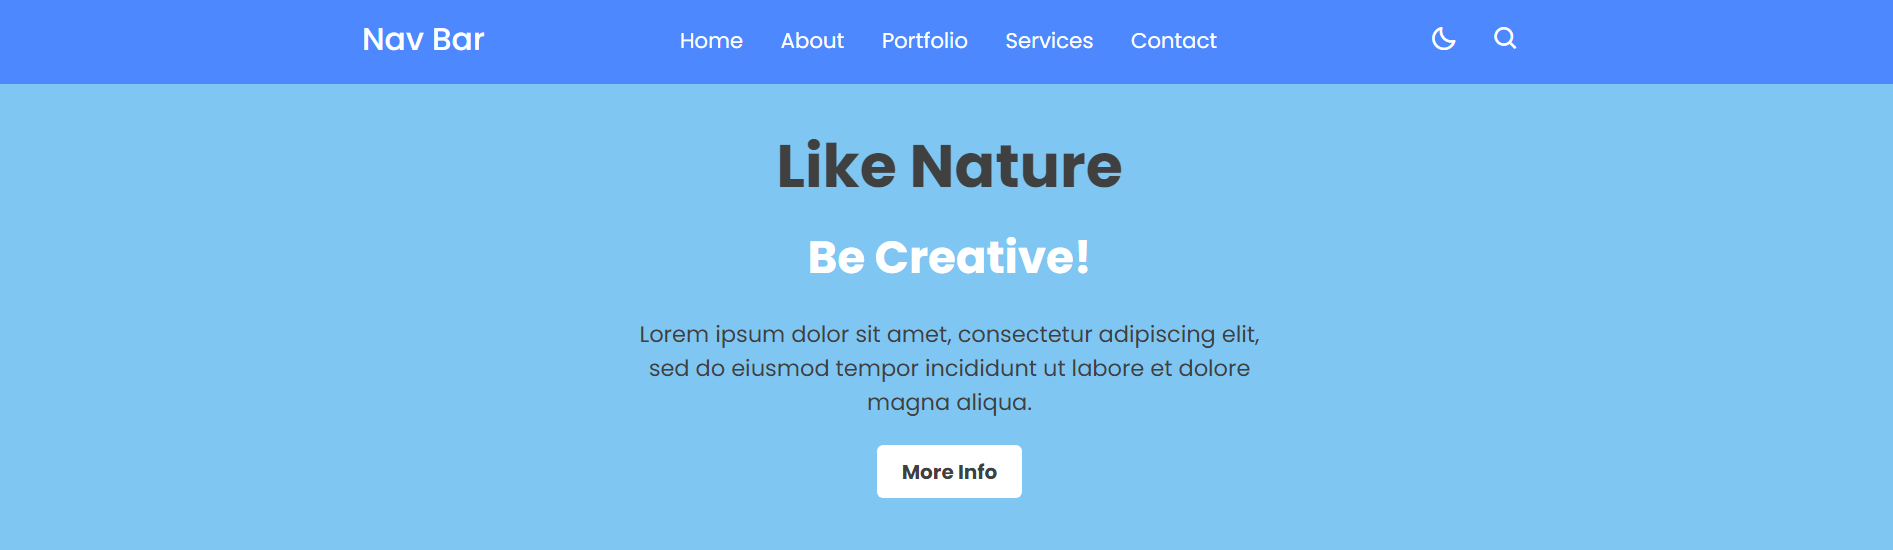 Nav Bar Home About Portfolio Services Contact
Like Nature
Be Creative!
Lorem ipsum dolor sit amet, consectetur adipiscing elit,
sed do eiusmod tempor incididunt ut labore et dolore
magna aliqua.
More Info